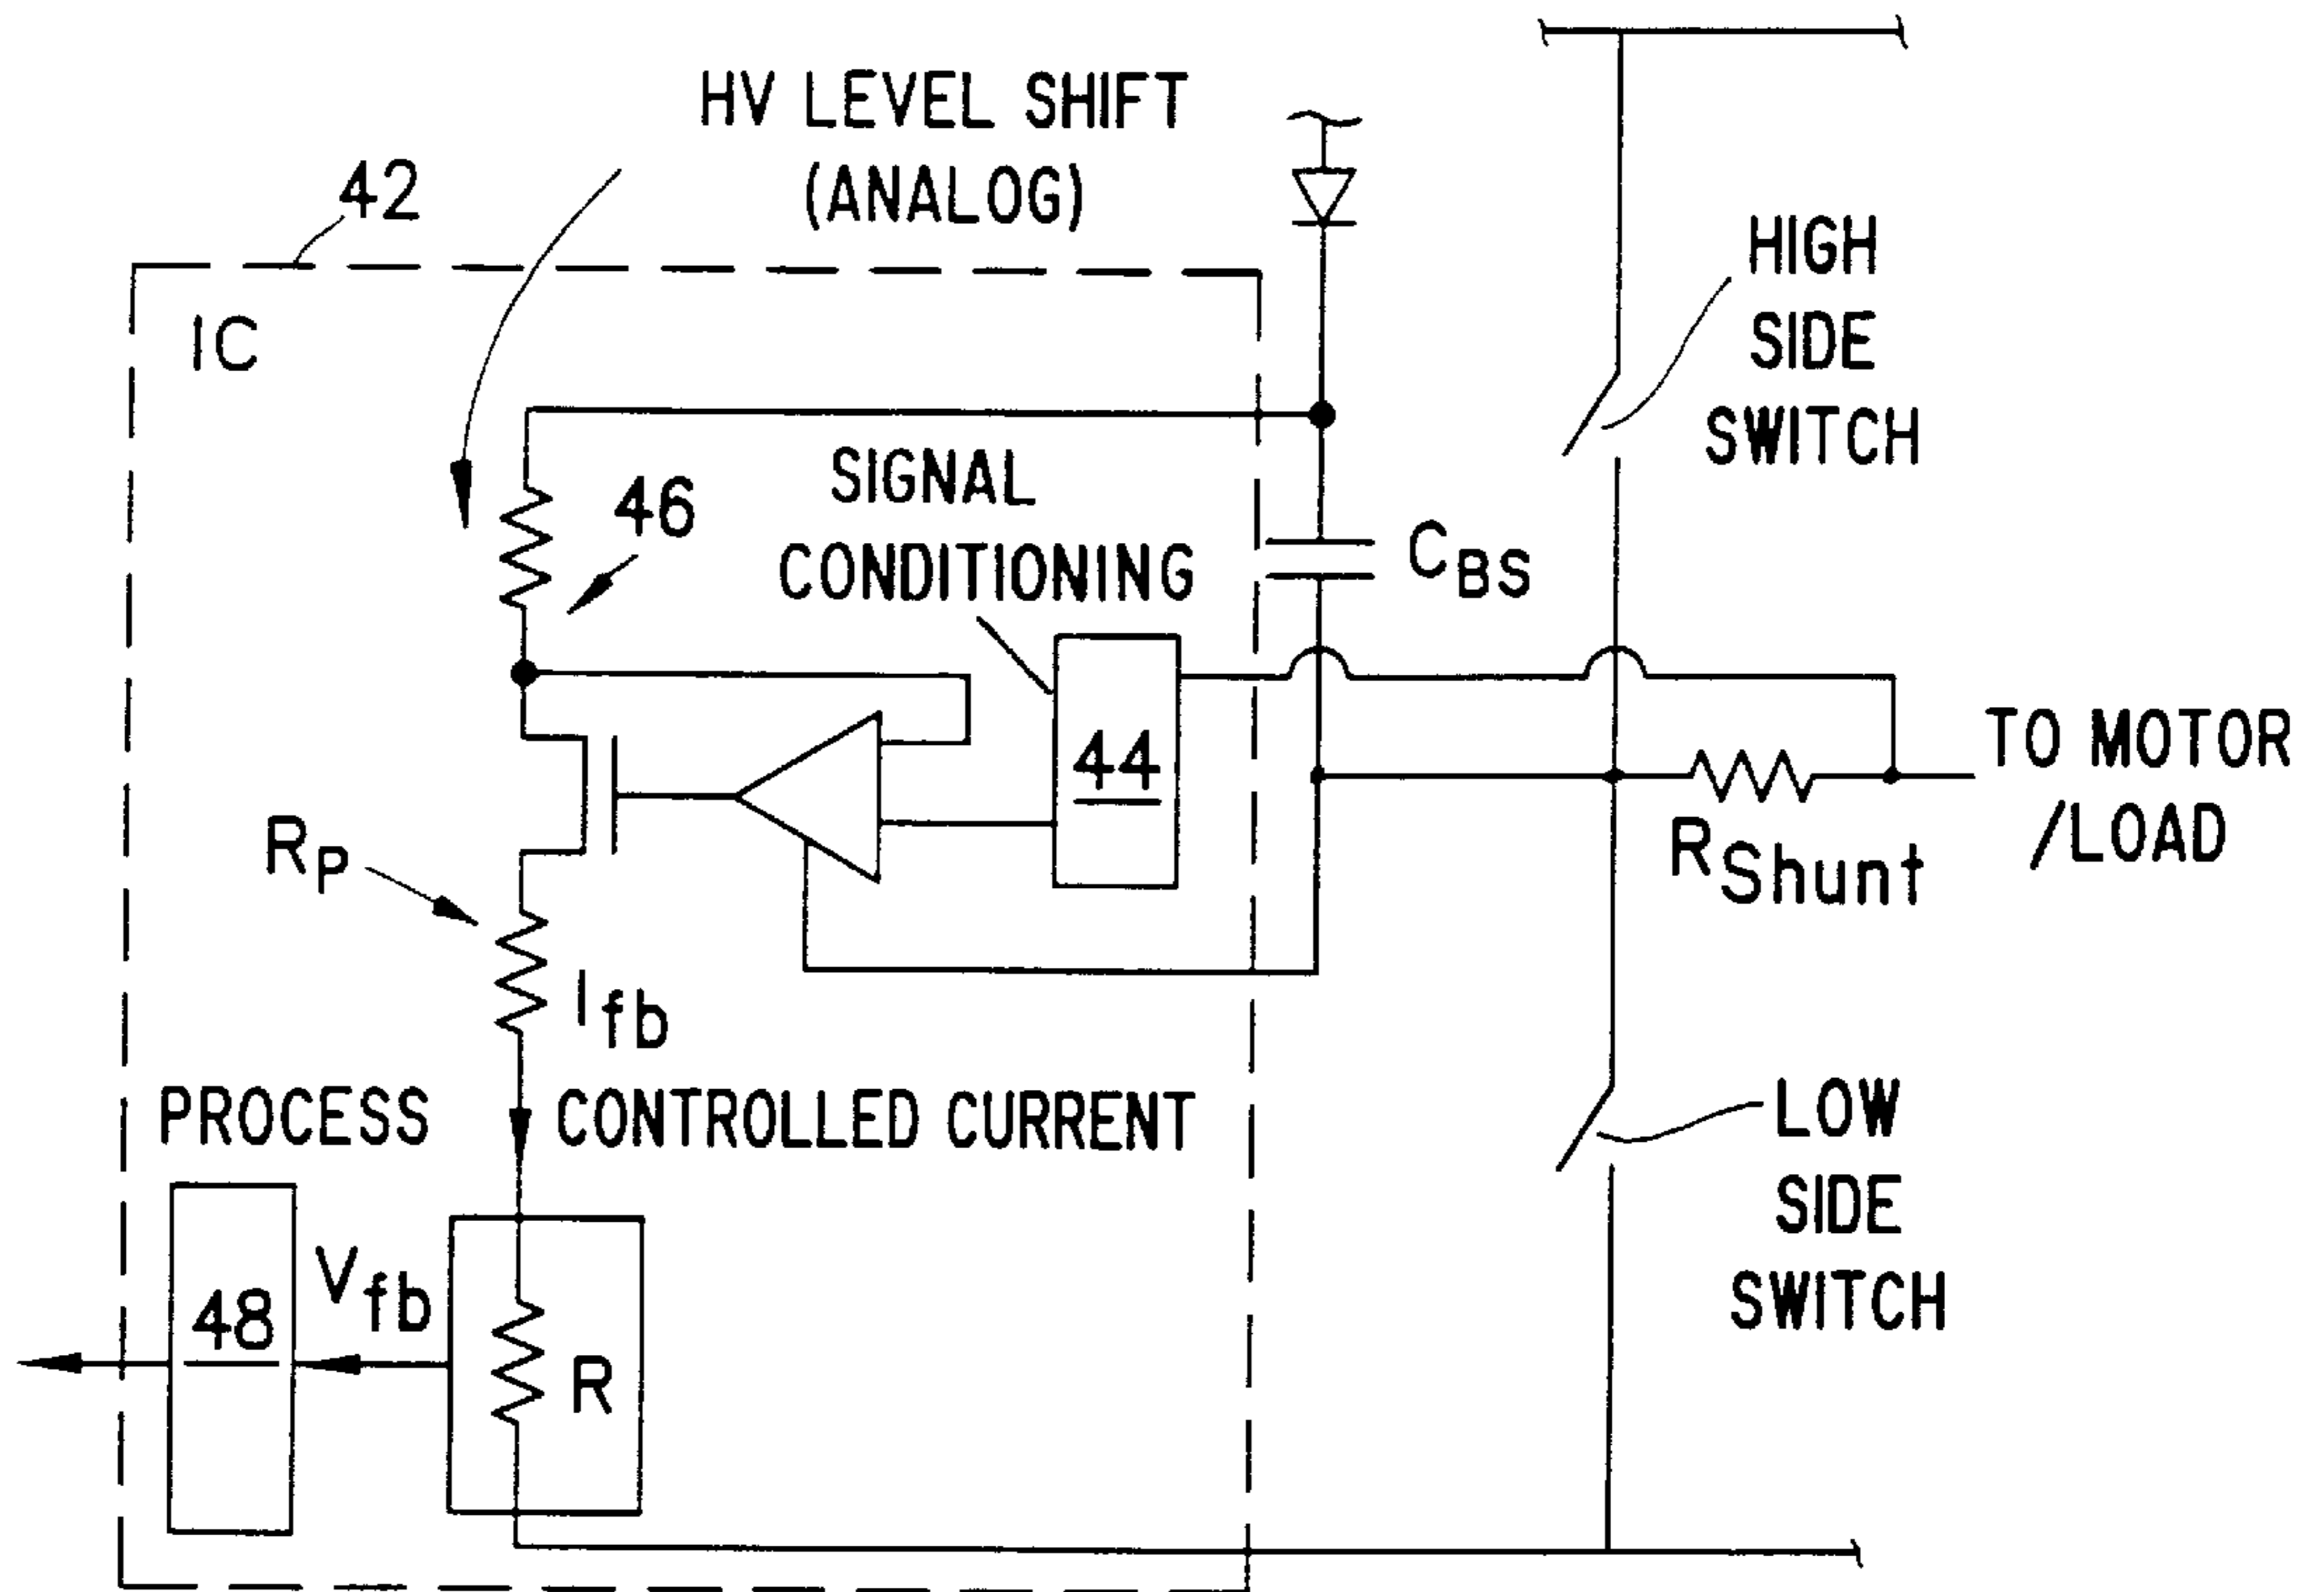 HV LEVEL SHIFT
(ANALOG)
42
IC
HIGH
SIDE
SWITCH
46
SIGNAL
CONDITIONING
CBS
44
TO MOTOR
/LOAD
RShunt
RP
Ifb
PROCESS
CONTROLLED CURRENT
LOW
SIDE
SWITCH
48
Vfb
R